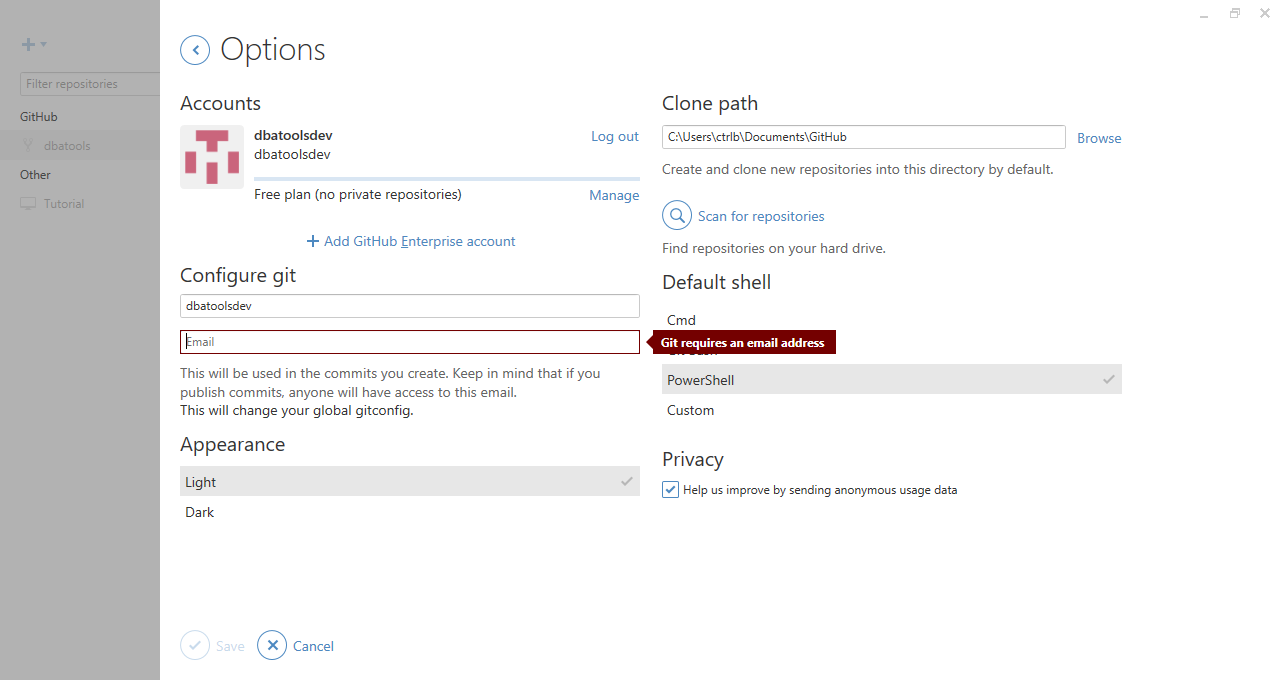 Filter repositories
GitHub
dbatools
Other
Tutorial
Options
Accounts
dbatoolsdev
dbatoolsdev
Log out
Free plan (no private repositories)
Manage
Add GitHub Enterprise account
Configure git
dbatoolsdev
Email
Git requires an email address
This will be used in the commits you create. Keep in mind that if you
publish commits, anyone will have access to this email.
This will change your global gitconfig.
Appearance
Light
Dark
Save
Cancel
Clone path
C:\Users\ctrlb\Documents\GitHub
Browse
Create and clone new repositories into this directory by default.
Scan for repositories
Find repositories on your hard drive.
Default shell
Cmd
PowerShell
Custom
Privacy
Help us improve by sending anonymous usage data